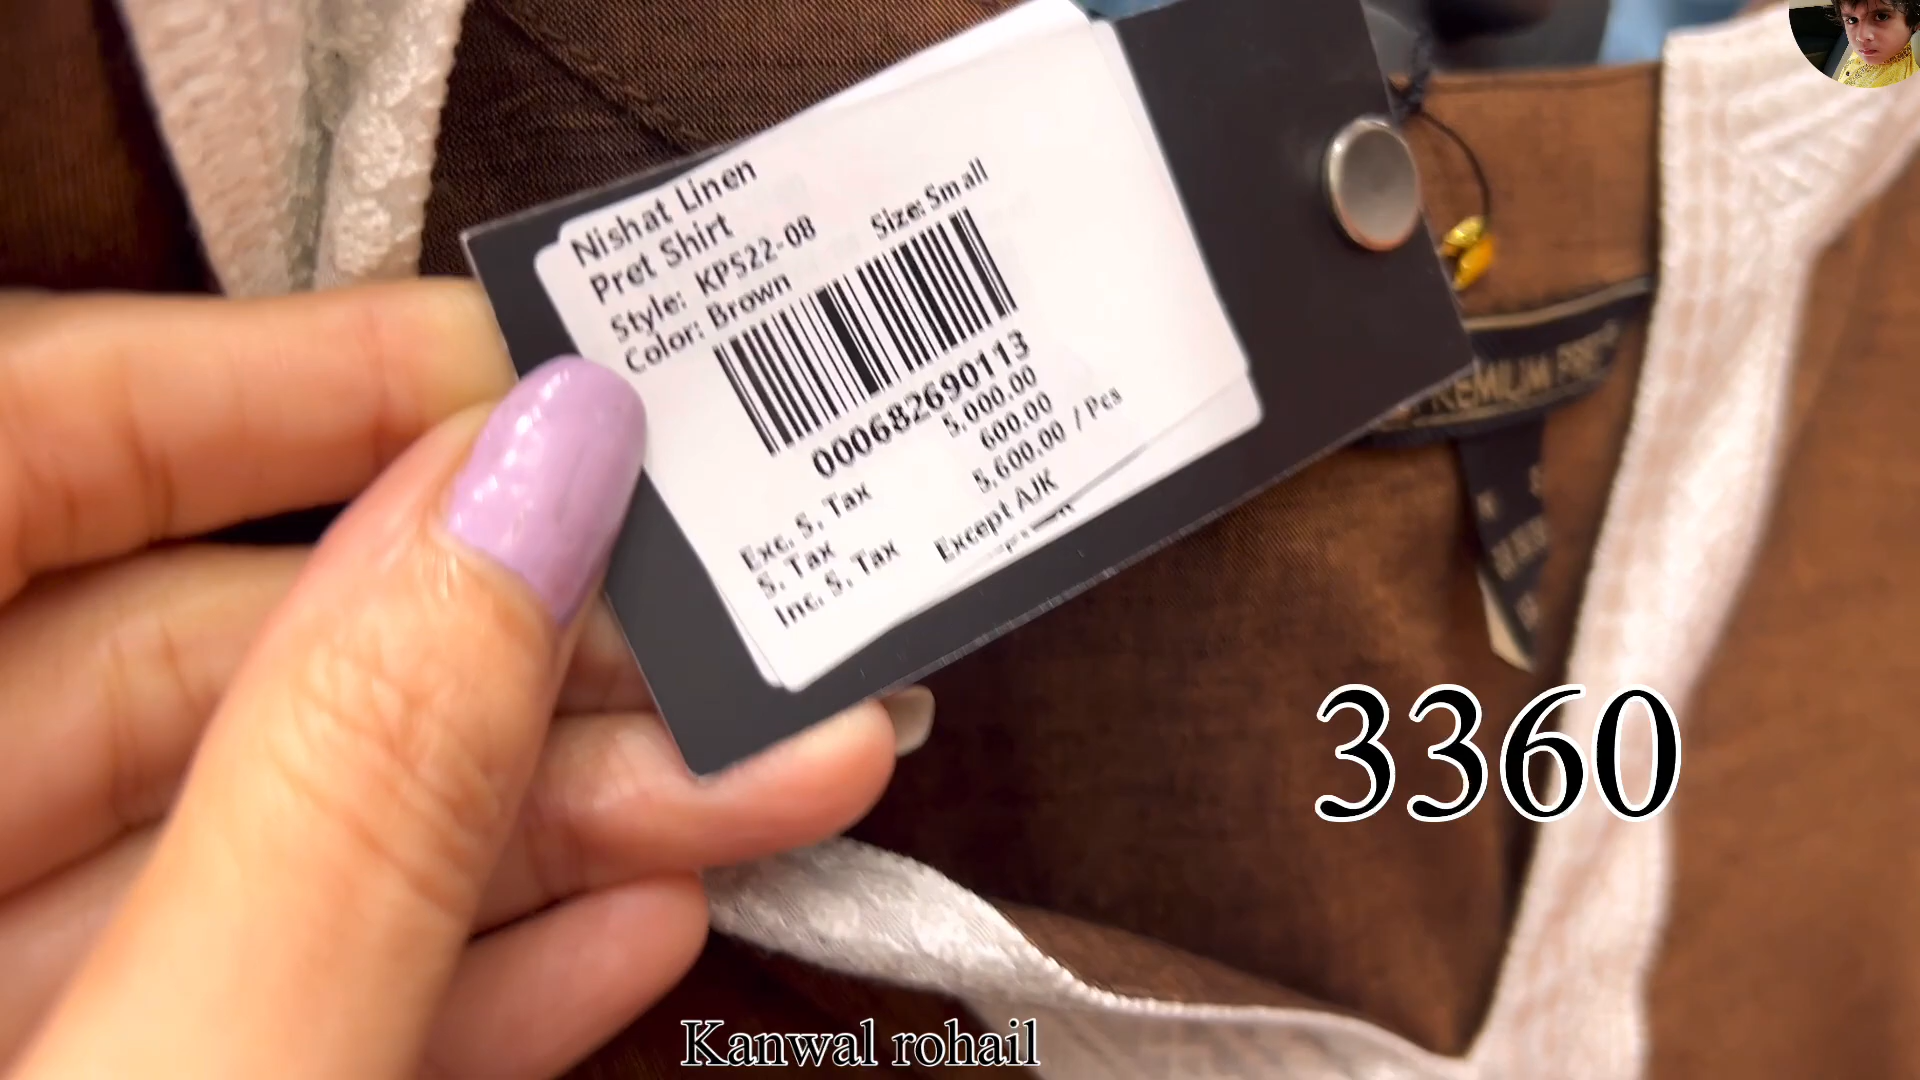 Nishat Linen
Pret Shirt
Style: KPS22-08 Size: Small
Color: Brown
000682690113
Exc. S. Tax 5,000.00
S. Tax 600.00
Inc. S. Tax 5,600.00 / Pcs
Except AJK
PREMIUM PRET
3360
Kanwal rohail